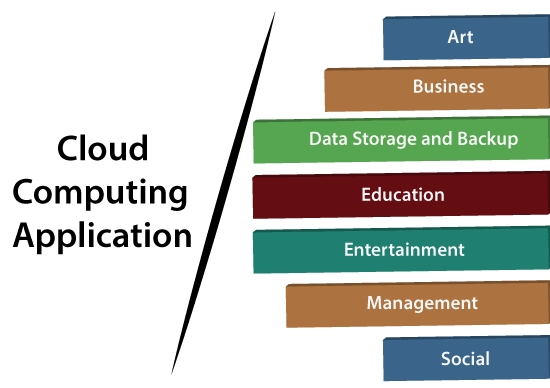 Cloud
Computing
Application
Art
Business
Data Storage and Backup
Education
Entertainment
Management
Social